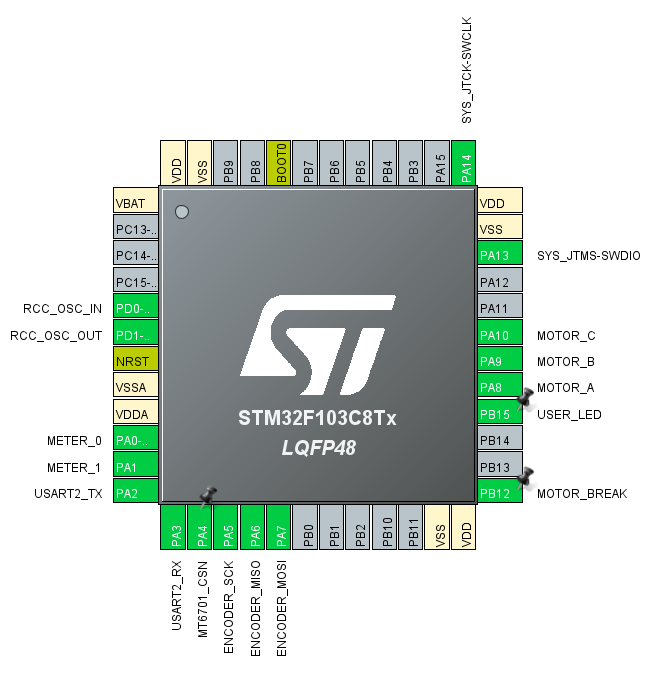 SYS_JTCK-SWCLK
VDD
VSS
PB9
PB8
BOOT0
PB7
PB6
PB5
PB4
PB3
PA15
PA14
VBAT
PC13-..
PC14-..
PC15-..
RCC_OSC_IN PD0-..
RCC_OSC_OUT PD1-..
NRST
VSSA
VDDA
METER_0 PA0-..
METER_1 PA1
USART2_TX PA2
ST
STM32F103C8Tx
LQFP48
VDD
VSS
PA13 SYS_JTMS-SWDIO
PA12
PA11
PA10 MOTOR_C
PA9 MOTOR_B
PA8 MOTOR_A
PB15 USER_LED
PB14
PB13
PB12 MOTOR_BREAK
PA3
PA4
PA5
PA6
PA7
PB0
PB1
PB2
PB10
PB11
VSS
VDD
USART2_RX
MT6701_CSN
ENCODER_SCK
ENCODER_MISO
ENCODER_MOSI